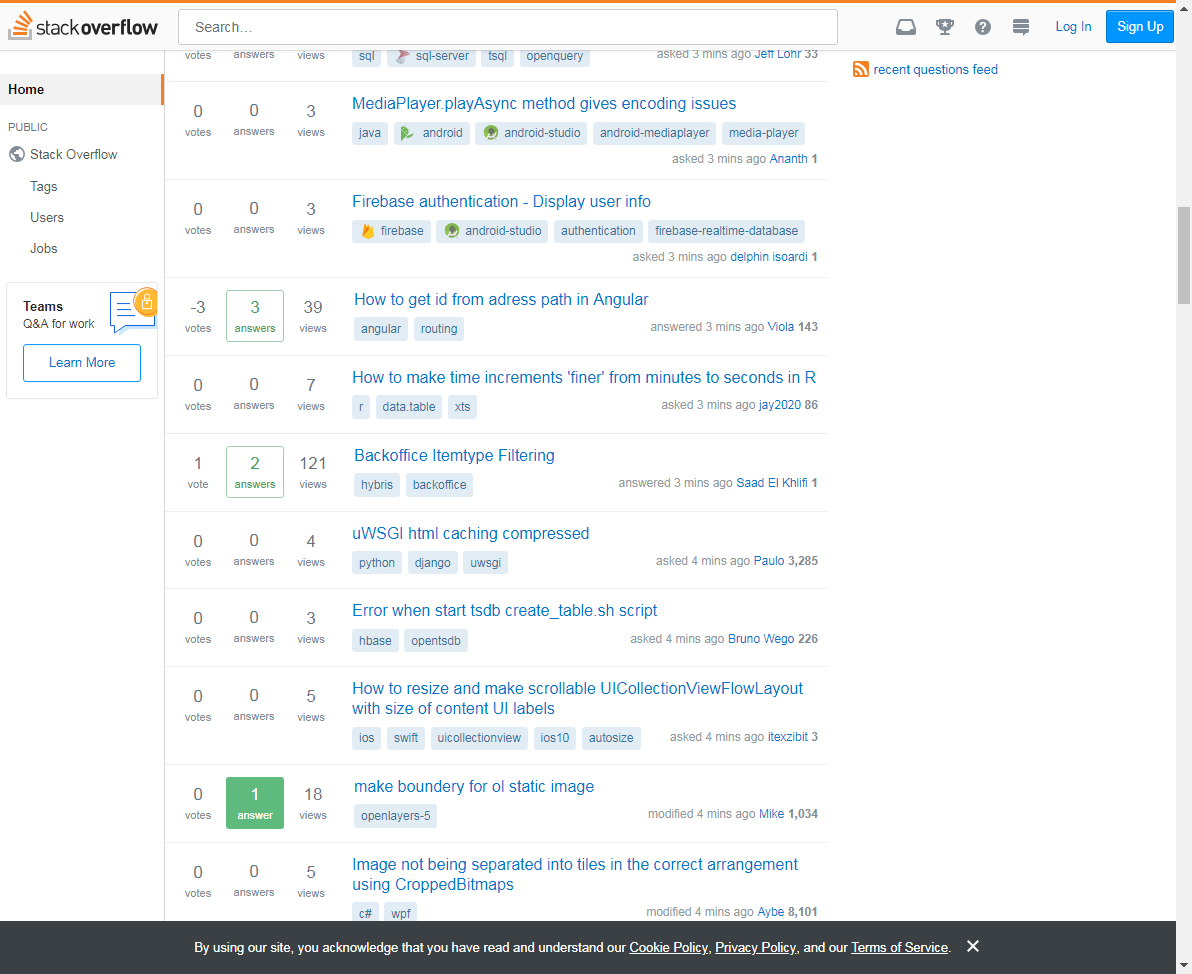 stackoverflow
Search…
Log In
Sign Up
Home
PUBLIC
Stack Overflow
Tags
Users
Jobs
Teams
Q&A for work
Learn More
votes answers views
sql sql-server tsql openquery
asked 3 mins ago Jeff Lohr 33
0 votes 0 answers 3 views
MediaPlayer.playAsync method gives encoding issues
java android android-studio android-mediaplayer media-player
asked 3 mins ago Ananth 1
0 votes 0 answers 3 views
Firebase authentication - Display user info
firebase android-studio authentication firebase-realtime-database
asked 3 mins ago delphin isoardi 1
-3 votes 3 answers 39 views
How to get id from adress path in Angular
angular routing
answered 3 mins ago Viola 143
0 votes 0 answers 7 views
How to make time increments 'finer' from minutes to seconds in R
r data.table xts
asked 3 mins ago jay2020 86
1 vote 2 answers 121 views
Backoffice Itemtype Filtering
hybris backoffice
answered 3 mins ago Saad El Khlifi 1
0 votes 0 answers 4 views
uWSGI html caching compressed
python django uwsgi
asked 4 mins ago Paulo 3,285
0 votes 0 answers 3 views
Error when start tsdb create_table.sh script
hbase opentsdb
asked 4 mins ago Bruno Wego 226
0 votes 0 answers 5 views
How to resize and make scrollable UICollectionViewFlowLayout
with size of content UI labels
ios swift uicollectionview ios10 autosize
asked 4 mins ago itexzibit 3
0 votes 1 answer 18 views
make boundery for ol static image
openlayers-5
modified 4 mins ago Mike 1,034
0 votes 0 answers 5 views
Image not being separated into tiles in the correct arrangement
using CroppedBitmaps
c# wpf
modified 4 mins ago Aybe 8,101
recent questions feed
By using our site, you acknowledge that you have read and understand our Cookie Policy, Privacy Policy, and our Terms of Service.